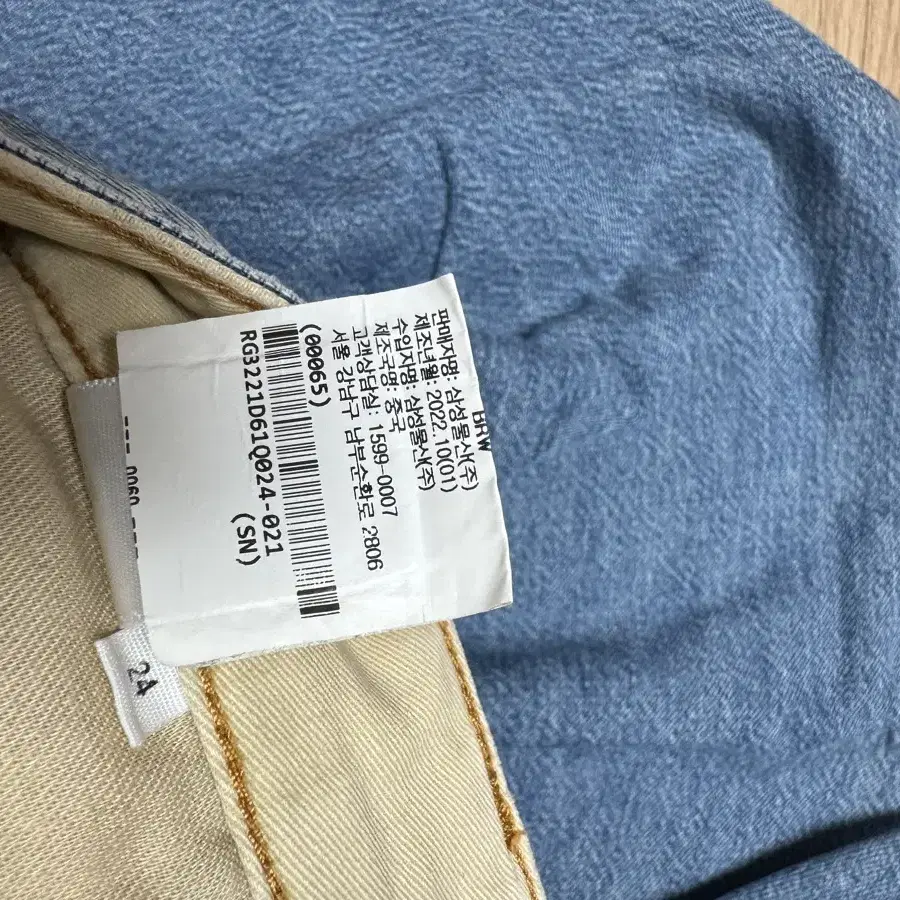 BRW
판매자명: 삼성물산(주)
제조년월: 2022.10(01)
수입자명: 삼성물산(주)
제조국명: 중국
고객상담실: 1599-0007
서울 강남구 남부순환로 2806
(00065)
RG3221D61Q024-021
(SN)
24